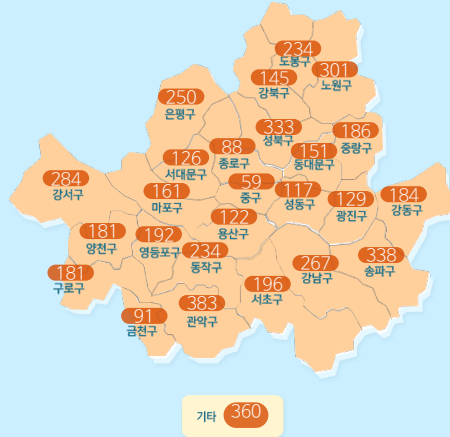 234
도봉구
301
노원구
145
강북구
250
은평구
333
성북구
186
중랑구
88
종로구
151
동대문구
126
서대문구
284
강서구
161
마포구
59
중구
117
성동구
129
광진구
184
강동구
122
용산구
181
양천구
192
영등포구
234
동작구
267
강남구
338
송파구
181
구로구
196
서초구
383
관악구
91
금천구
기타 360